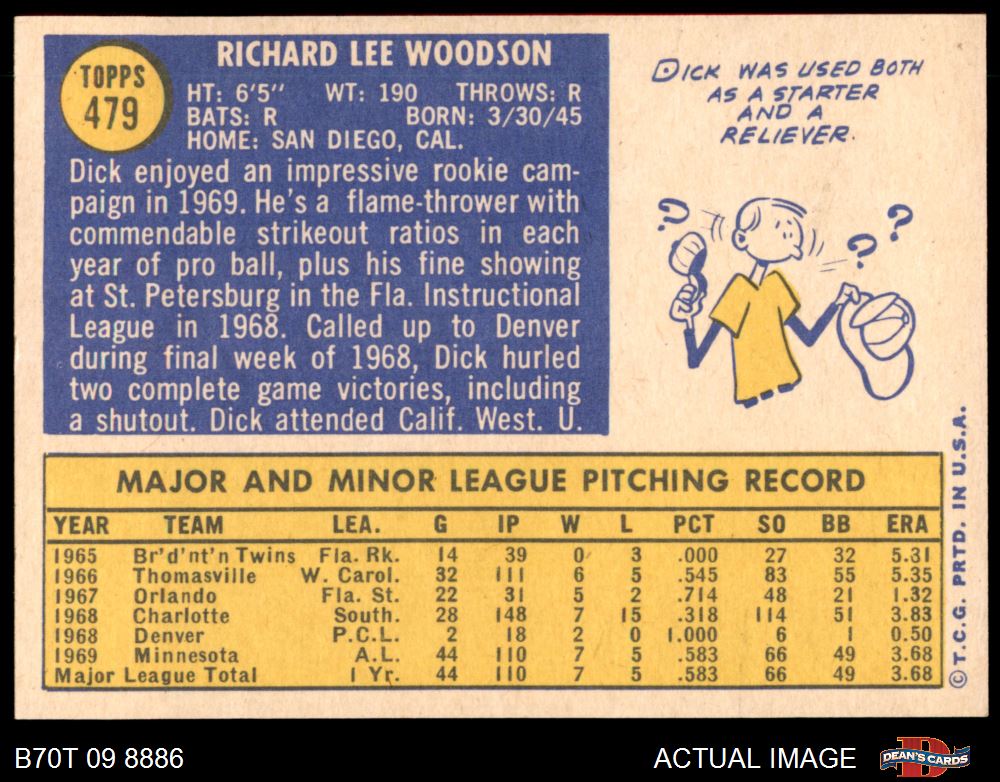 TOPPS
479
RICHARD LEE WOODSON
HT: 6'5" WT: 190 THROWS: R
BATS: R BORN: 3/30/45
HOME: SAN DIEGO, CAL.
Dick enjoyed an impressive rookie cam-
paign in 1969. He's a flame-thrower with
commendable strikeout ratios in each
year of pro ball, plus his fine showing
at St. Petersburg in the Fla. Instructional
League in 1968. Called up to Denver
during final week of 1968, Dick hurled
two complete game victories, including
a shutout. Dick attended Calif. West. U.
DICK WAS USED BOTH
AS A STARTER
AND A
RELIEVER.
? ? ?
MAJOR AND MINOR LEAGUE PITCHING RECORD
YEAR TEAM LEA. G IP W L PCT SO BB ERA
1965 Br'd'nt'n Twins Fla. Rk. 14 39 0 3 .000 27 32 5.31
1966 Thomasville W. Carol. 32 111 6 5 .545 83 55 5.35
1967 Orlando Fla. St. 22 31 5 2 .714 48 21 1.32
1968 Charlotte South. 28 148 7 15 .318 114 51 3.83
1968 Denver P.C.L. 2 18 2 0 1.000 6 1 0.50
1969 Minnesota A.L. 44 110 7 5 .583 66 49 3.68
Major League Total 1 Yr. 44 110 7 5 .583 66 49 3.68
© T.C.G. PRTD. IN U.S.A.
B70T 09 8886
ACTUAL IMAGE
D
DEAN'S CARDS